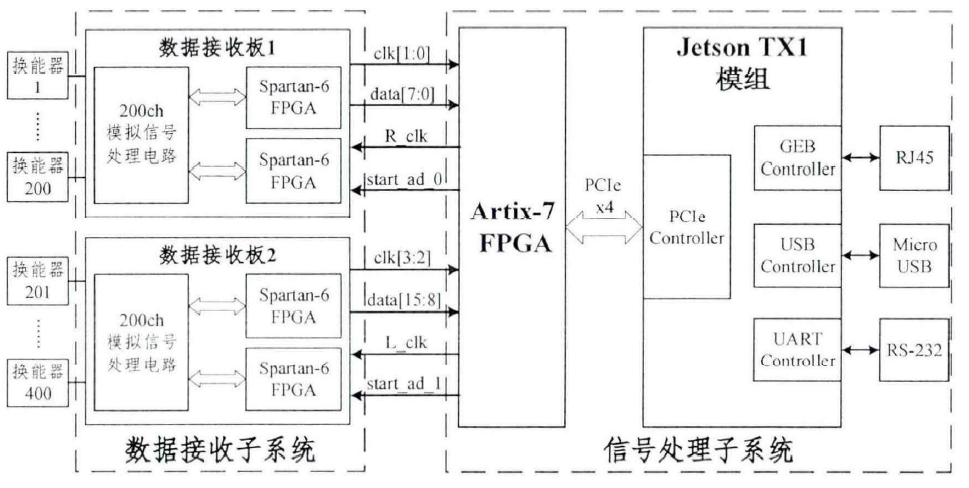 换能器
1
……
换能器
200
数据接收板1
200ch
模拟信号
处理电路
Spartan-6
FPGA
Spartan-6
FPGA
clk[1:0]
data[7:0]
R_clk
start_ad_0
换能器
201
……
换能器
400
数据接收板2
200ch
模拟信号
处理电路
Spartan-6
FPGA
Spartan-6
FPGA
clk[3:2]
data[15:8]
L_clk
start_ad_1
数据接收子系统
Artix-7
FPGA
PCIe
x4
Jetson TX1
模组
PCIe
Controller
GEB
Controller
RJ45
USB
Controller
Micro
USB
UART
Controller
RS-232
信号处理子系统